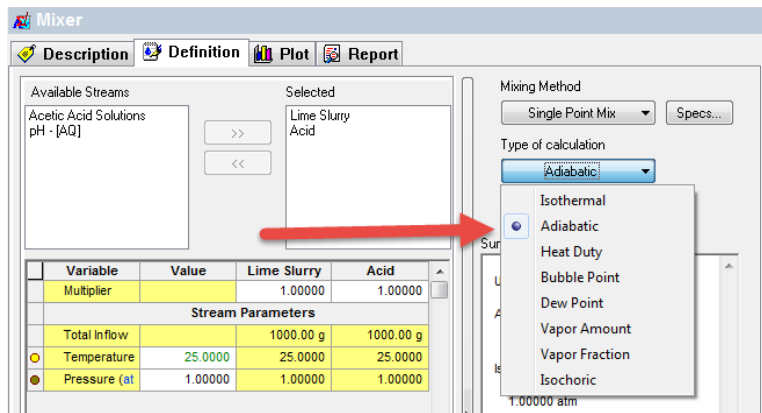 Mixer
Description Definition Plot Report
Available Streams Selected
Acetic Acid Solutions
pH - [AQ]
>>
<<
Lime Slurry
Acid
Mixing Method
Single Point Mix Specs...
Type of calculation
Adiabatic
Isothermal
Adiabatic
Heat Duty
Bubble Point
Dew Point
Vapor Amount
Vapor Fraction
Isochoric
1.00000 atm
Variable Value Lime Slurry Acid
Multiplier 1.00000 1.00000
Stream Parameters
Total Inflow 1000.00 g 1000.00 g
Temperature 25.0000 25.0000 25.0000
Pressure (at 1.00000 1.00000 1.00000